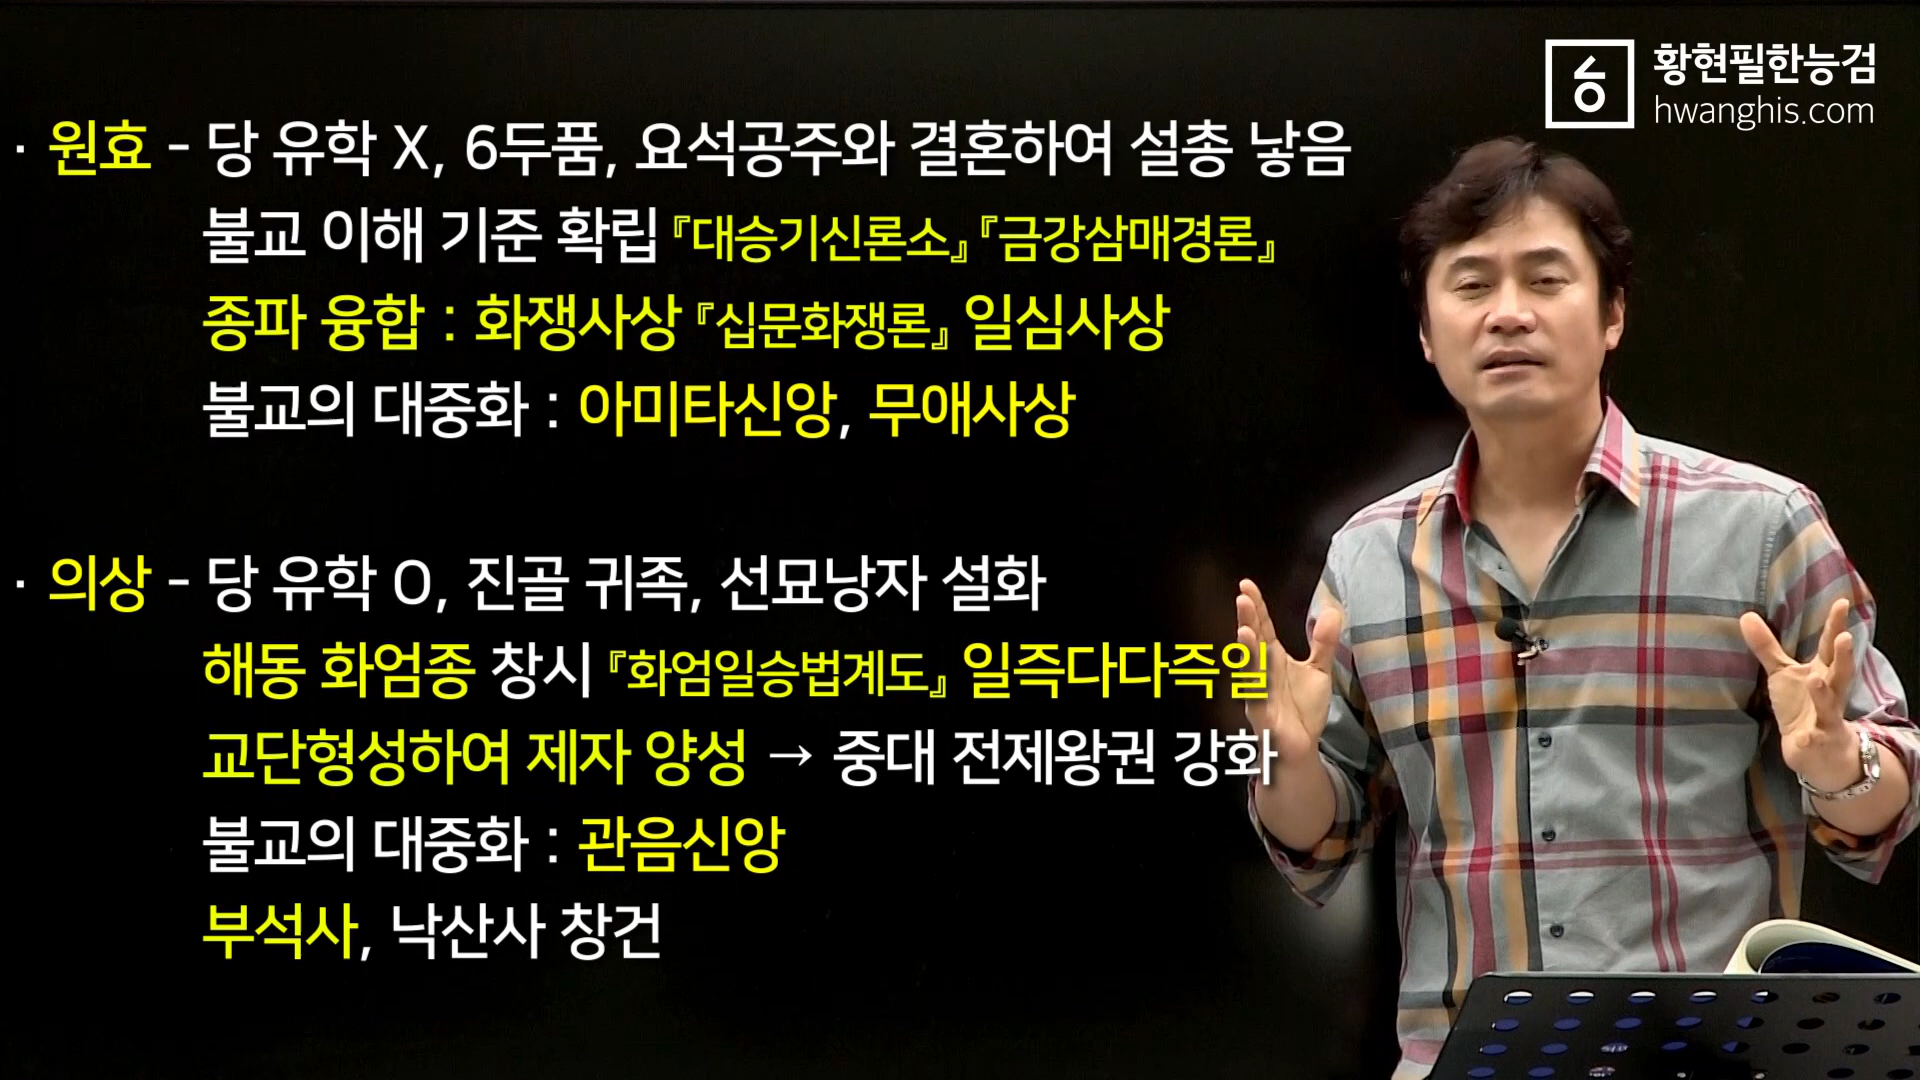 황현필한능검
hwanghis.com
· 원효 - 당 유학 X, 6두품, 요석공주와 결혼하여 설총 낳음
불교 이해 기준 확립 『대승기신론소』 『금강삼매경론』
종파 융합 : 화쟁사상 『십문화쟁론』 일심사상
불교의 대중화 : 아미타신앙, 무애사상
· 의상 - 당 유학 O, 진골 귀족, 선묘낭자 설화
해동 화엄종 창시 『화엄일승법계도』 일즉다다즉일
교단형성하여 제자 양성 → 중대 전제왕권 강화
불교의 대중화 : 관음신앙
부석사, 낙산사 창건